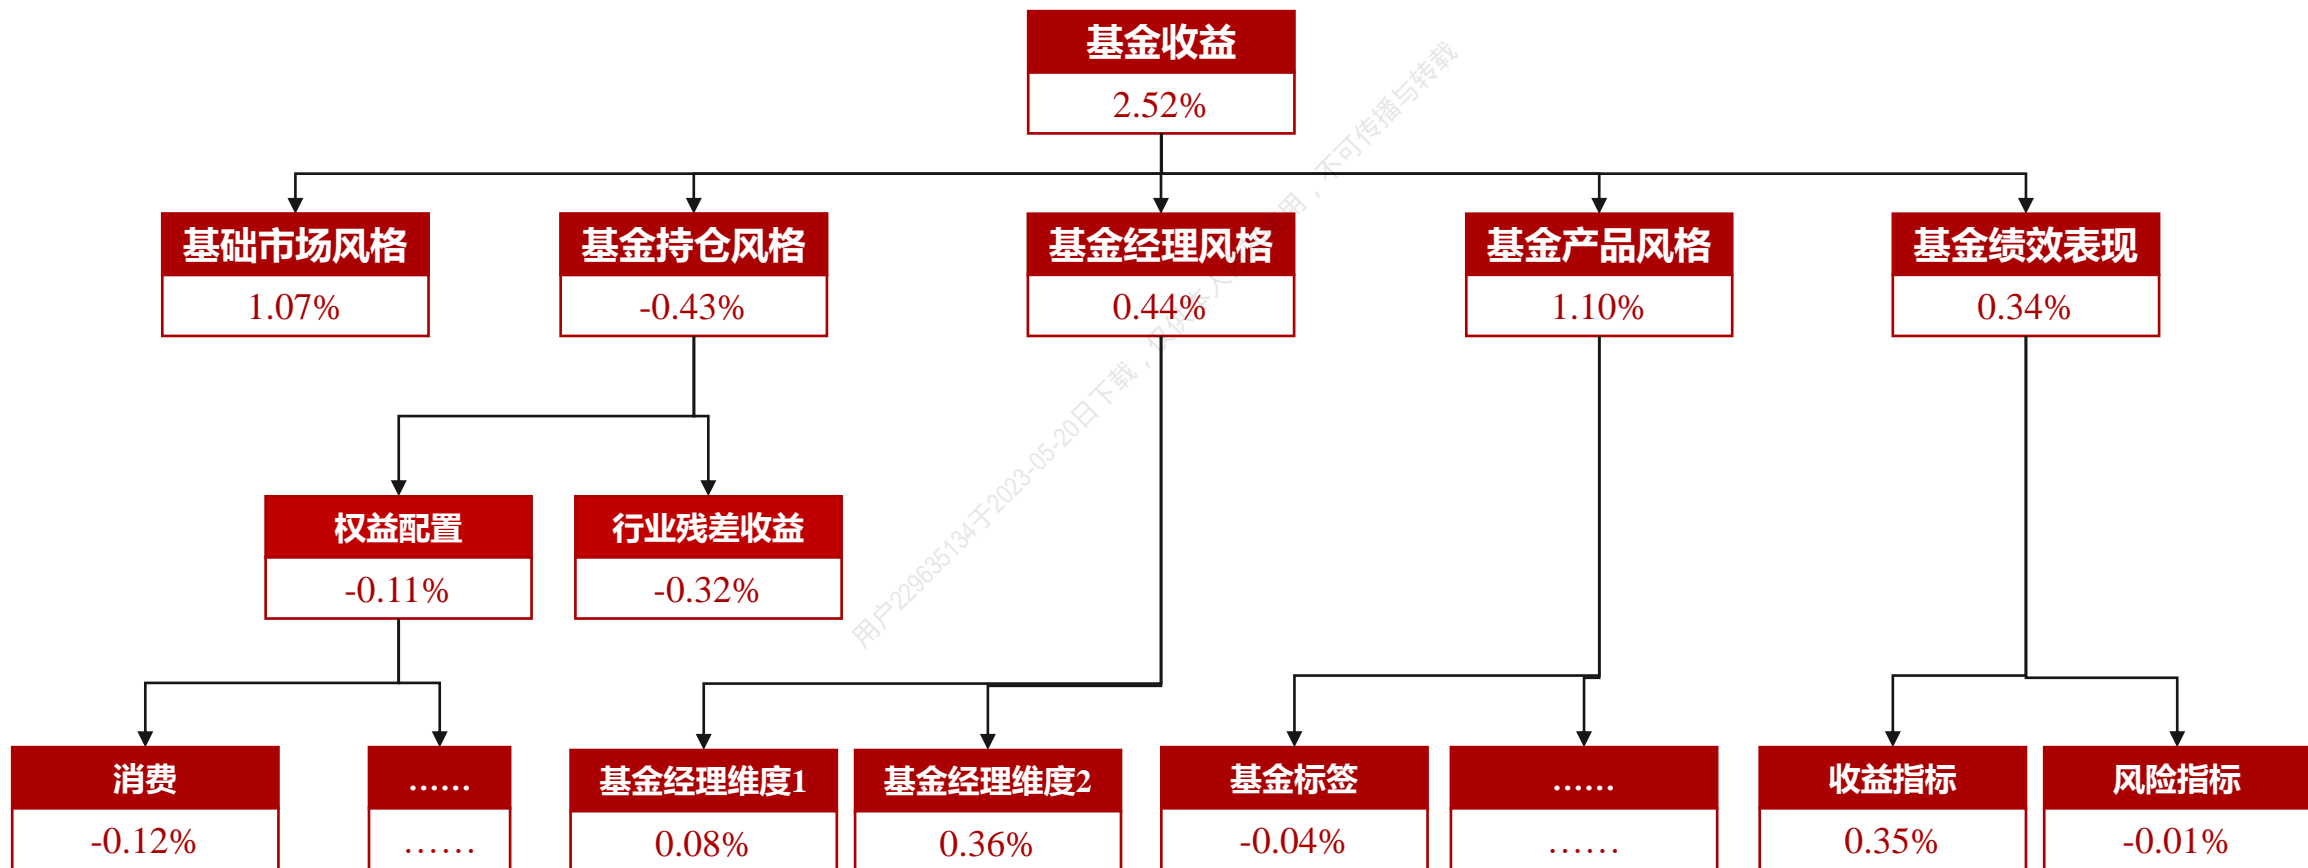 基金收益
2.52%
基础市场风格
基金持仓风格
基金经理风格
基金产品风格
基金绩效表现
1.07%
-0.43%
0.44%
1.10%
0.34%
权益配置
行业残差收益
-0.11%
-0.32%
消费
……
基金经理维度1
基金经理维度2
基金标签
……
收益指标
风险指标
-0.12%
……
0.08%
0.36%
-0.04%
……
0.35%
-0.01%
用户229635134于2023-05-20日下载，仅供本人使用，不可传播与转载